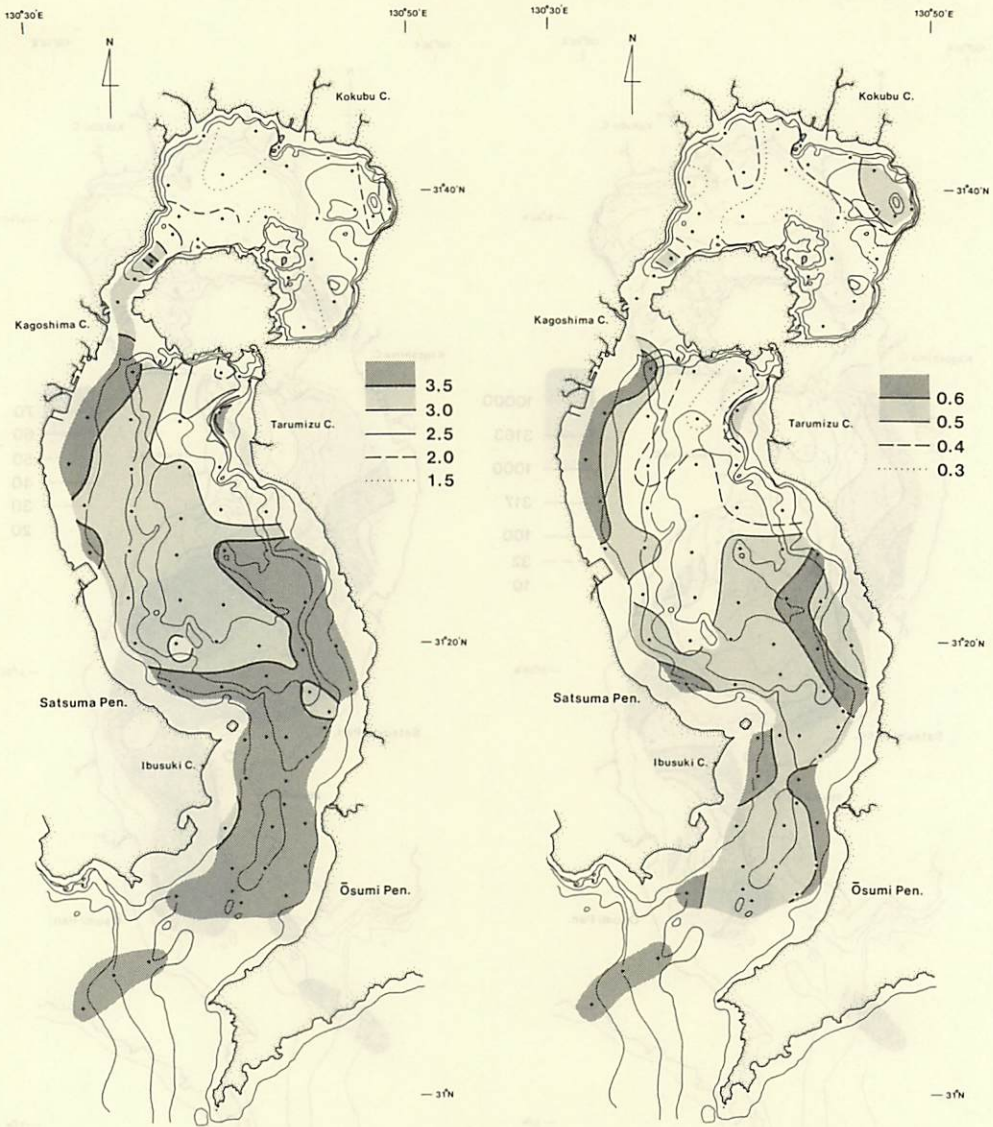 130°30'E
130°50'E
N
Kokubu C.
31°40'N
Kagoshima C.
3.5
3.0
2.5
2.0
1.5
Tarumizu C.
31°20'N
Satsuma Pen.
Ibusuki C.
Ōsumi Pen.
31°N
130°30'E
130°50'E
N
Kokubu C.
31°40'N
Kagoshima C.
0.6
0.5
0.4
0.3
Tarumizu C.
31°20'N
Satsuma Pen.
Ibusuki C.
Ōsumi Pen.
31°N